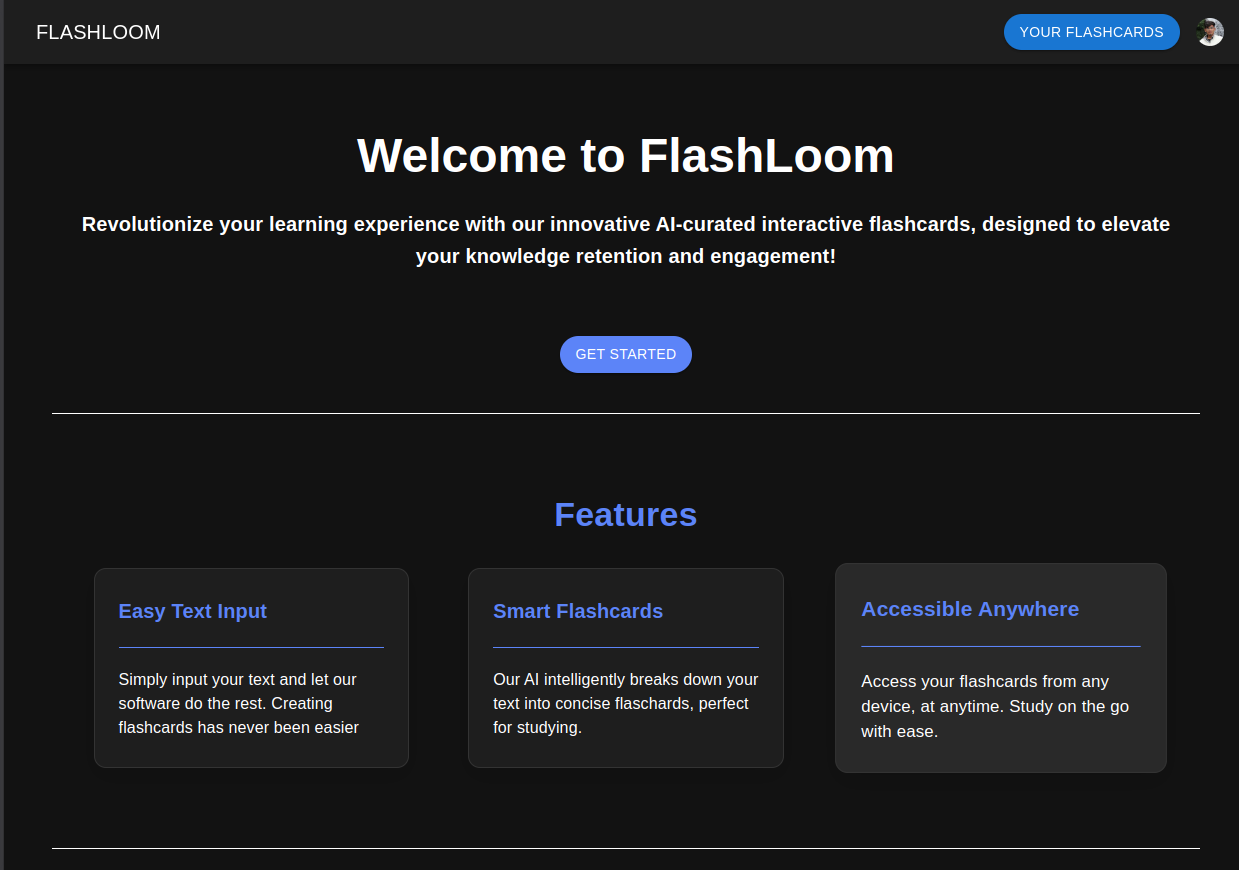 FLASHLOOM
YOUR FLASHCARDS
Welcome to FlashLoom
Revolutionize your learning experience with our innovative AI-curated interactive flashcards, designed to elevate
your knowledge retention and engagement!
GET STARTED
Features
Easy Text Input
Simply input your text and let our
software do the rest. Creating
flashcards has never been easier
Smart Flashcards
Our AI intelligently breaks down your
text into concise flaschards, perfect
for studying.
Accessible Anywhere
Access your flashcards from any
device, at anytime. Study on the go
with ease.